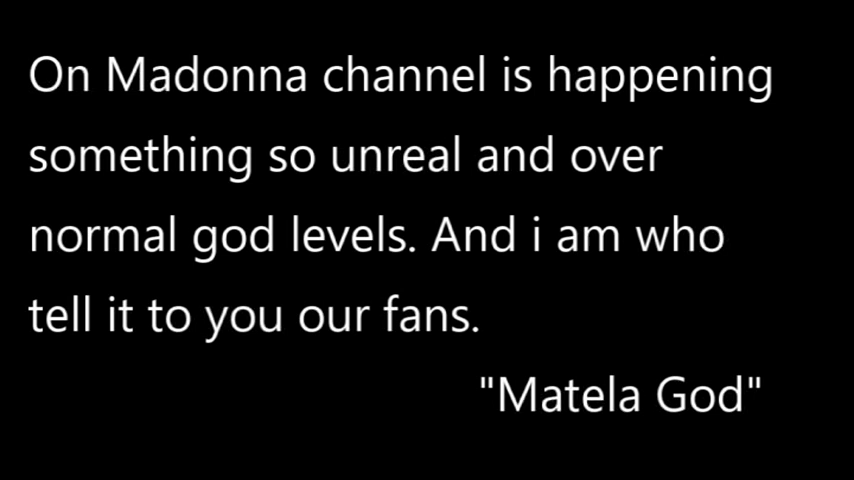 On Madonna channel is happening
something so unreal and over
normal god levels. And i am who
tell it to you our fans.
"Matela God"